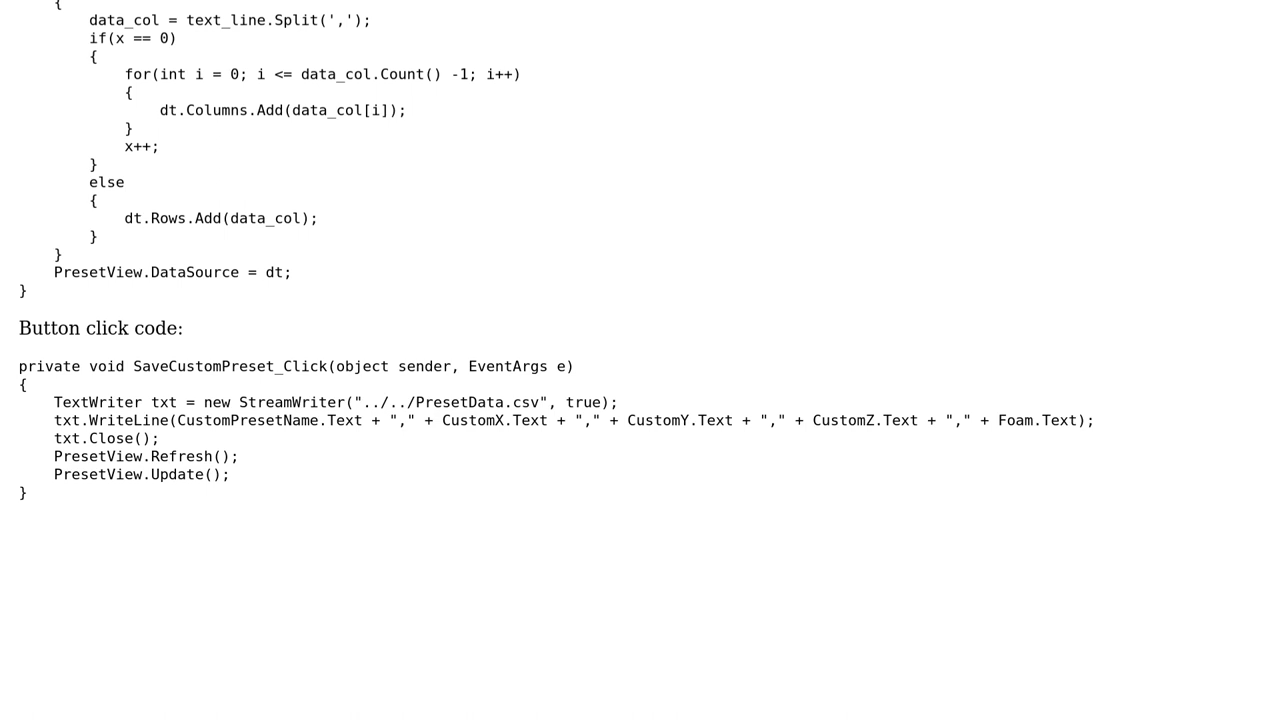 {
data_col = text_line.Split(',');
if(x == 0)
{
for(int i = 0; i <= data_col.Count() -1; i++)
{
dt.Columns.Add(data_col[i]);
}
x++;
}
else
{
dt.Rows.Add(data_col);
}
}
PresetView.DataSource = dt;
}
Button click code:
private void SaveCustomPreset_Click(object sender, EventArgs e)
{
TextWriter txt = new StreamWriter("../../PresetData.csv", true);
txt.WriteLine(CustomPresetName.Text + "," + CustomX.Text + "," + CustomY.Text + "," + CustomZ.Text + "," + Foam.Text);
txt.Close();
PresetView.Refresh();
PresetView.Update();
}